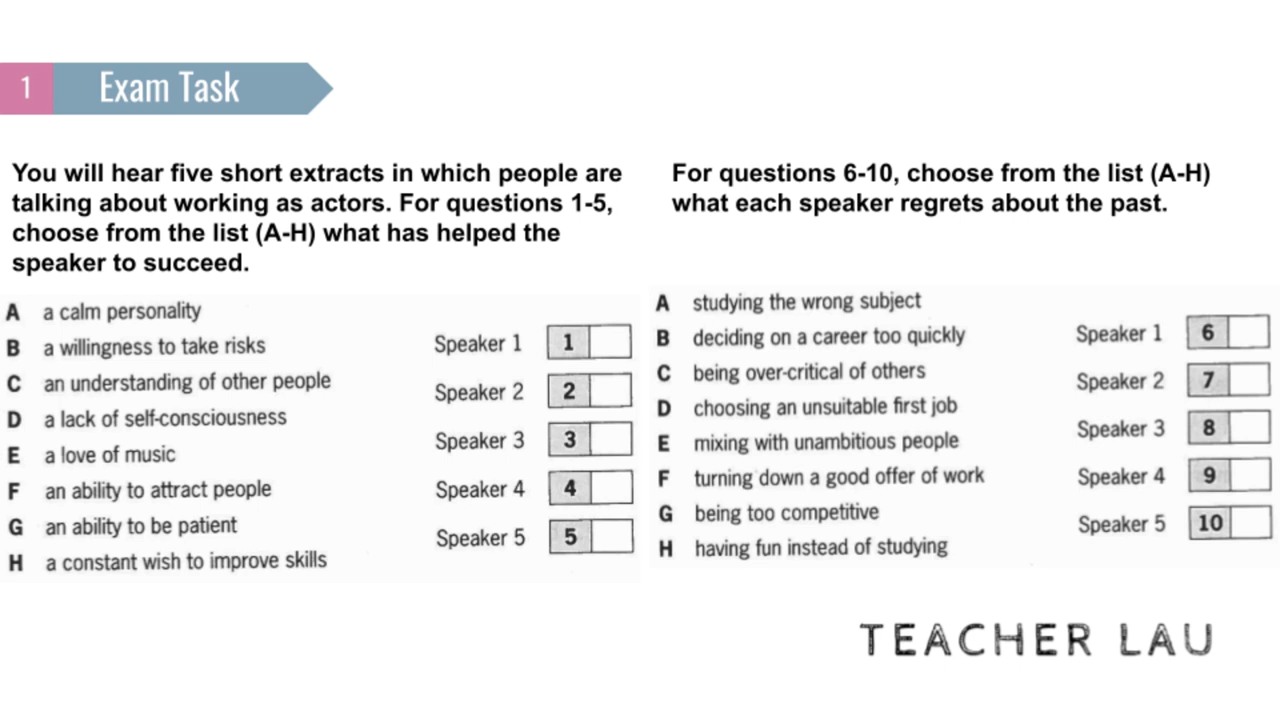 1 Exam Task
You will hear five short extracts in which people are
talking about working as actors. For questions 1-5,
choose from the list (A-H) what has helped the
speaker to succeed.
A a calm personality
B a willingness to take risks
C an understanding of other people
D a lack of self-consciousness
E a love of music
F an ability to attract people
G an ability to be patient
H a constant wish to improve skills
Speaker 1 1
Speaker 2 2
Speaker 3 3
Speaker 4 4
Speaker 5 5
For questions 6-10, choose from the list (A-H)
what each speaker regrets about the past.
A studying the wrong subject
B deciding on a career too quickly
C being over-critical of others
D choosing an unsuitable first job
E mixing with unambitious people
F turning down a good offer of work
G being too competitive
H having fun instead of studying
Speaker 1 6
Speaker 2 7
Speaker 3 8
Speaker 4 9
Speaker 5 10
TEACHER LAU